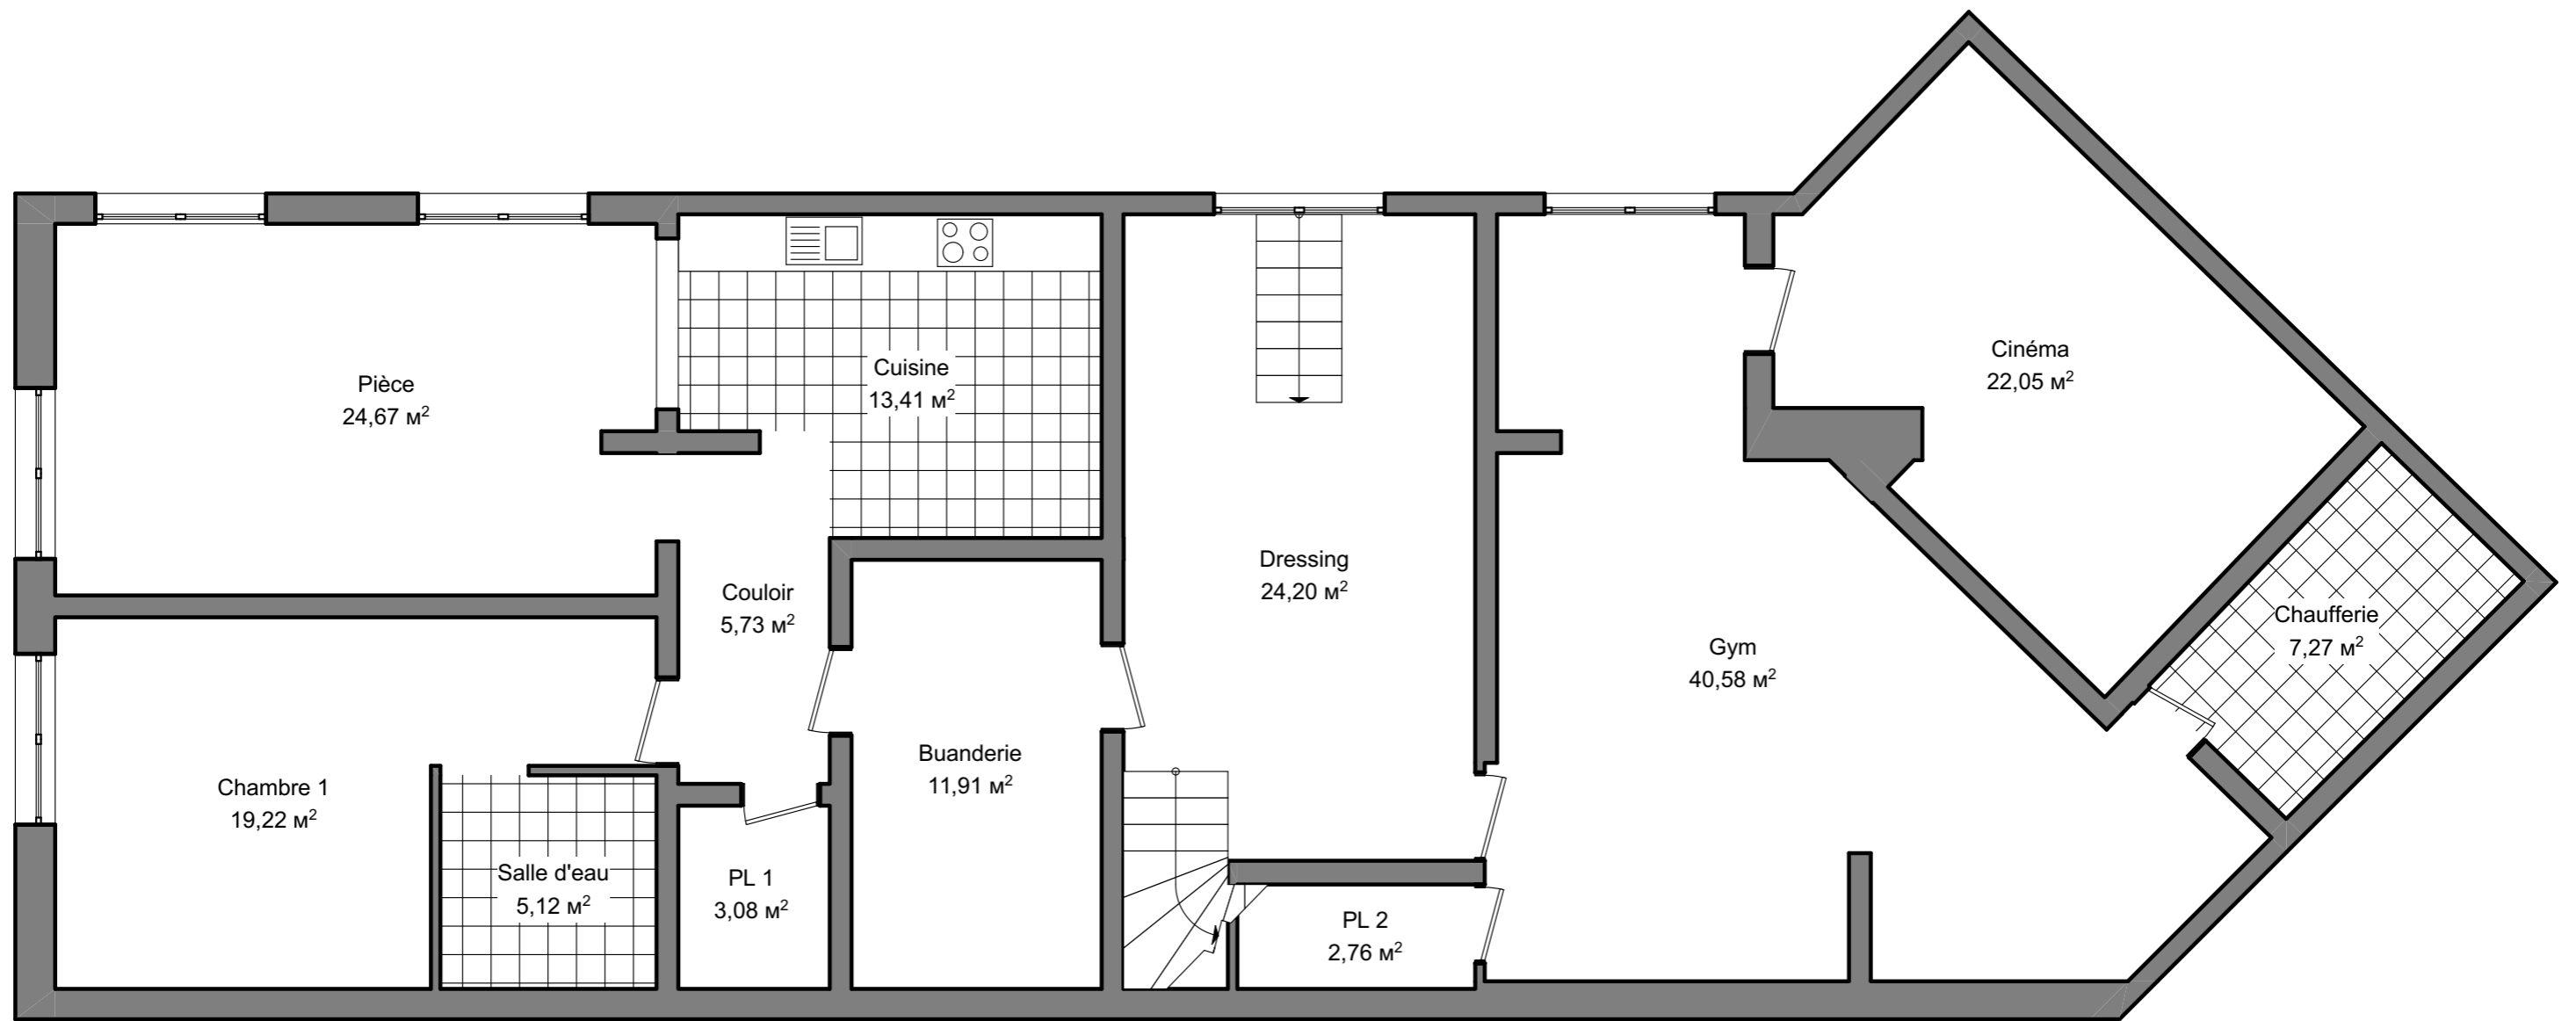 Pièce
24,67 м²
Cuisine
13,41 м²
Cinéma
22,05 м²
Dressing
24,20 м²
Couloir
5,73 м²
Chaufferie
7,27 м²
Gym
40,58 м²
Buanderie
11,91 м²
Chambre 1
19,22 м²
Salle d'eau
5,12 м²
PL 1
3,08 м²
PL 2
2,76 м²